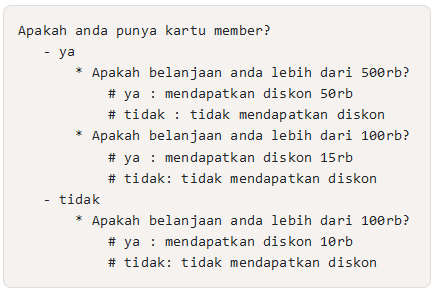 Apakah anda punya kartu member?
- ya
* Apakah belanjaan anda lebih dari 500rb?
# ya : mendapatkan diskon 50rb
# tidak : tidak mendapatkan diskon
* Apakah belanjaan anda lebih dari 100rb?
# ya : mendapatkan diskon 15rb
# tidak: tidak mendapatkan diskon
- tidak
* Apakah belanjaan anda lebih dari 100rb?
# ya : mendapatkan diskon 10rb
# tidak: tidak mendapatkan diskon